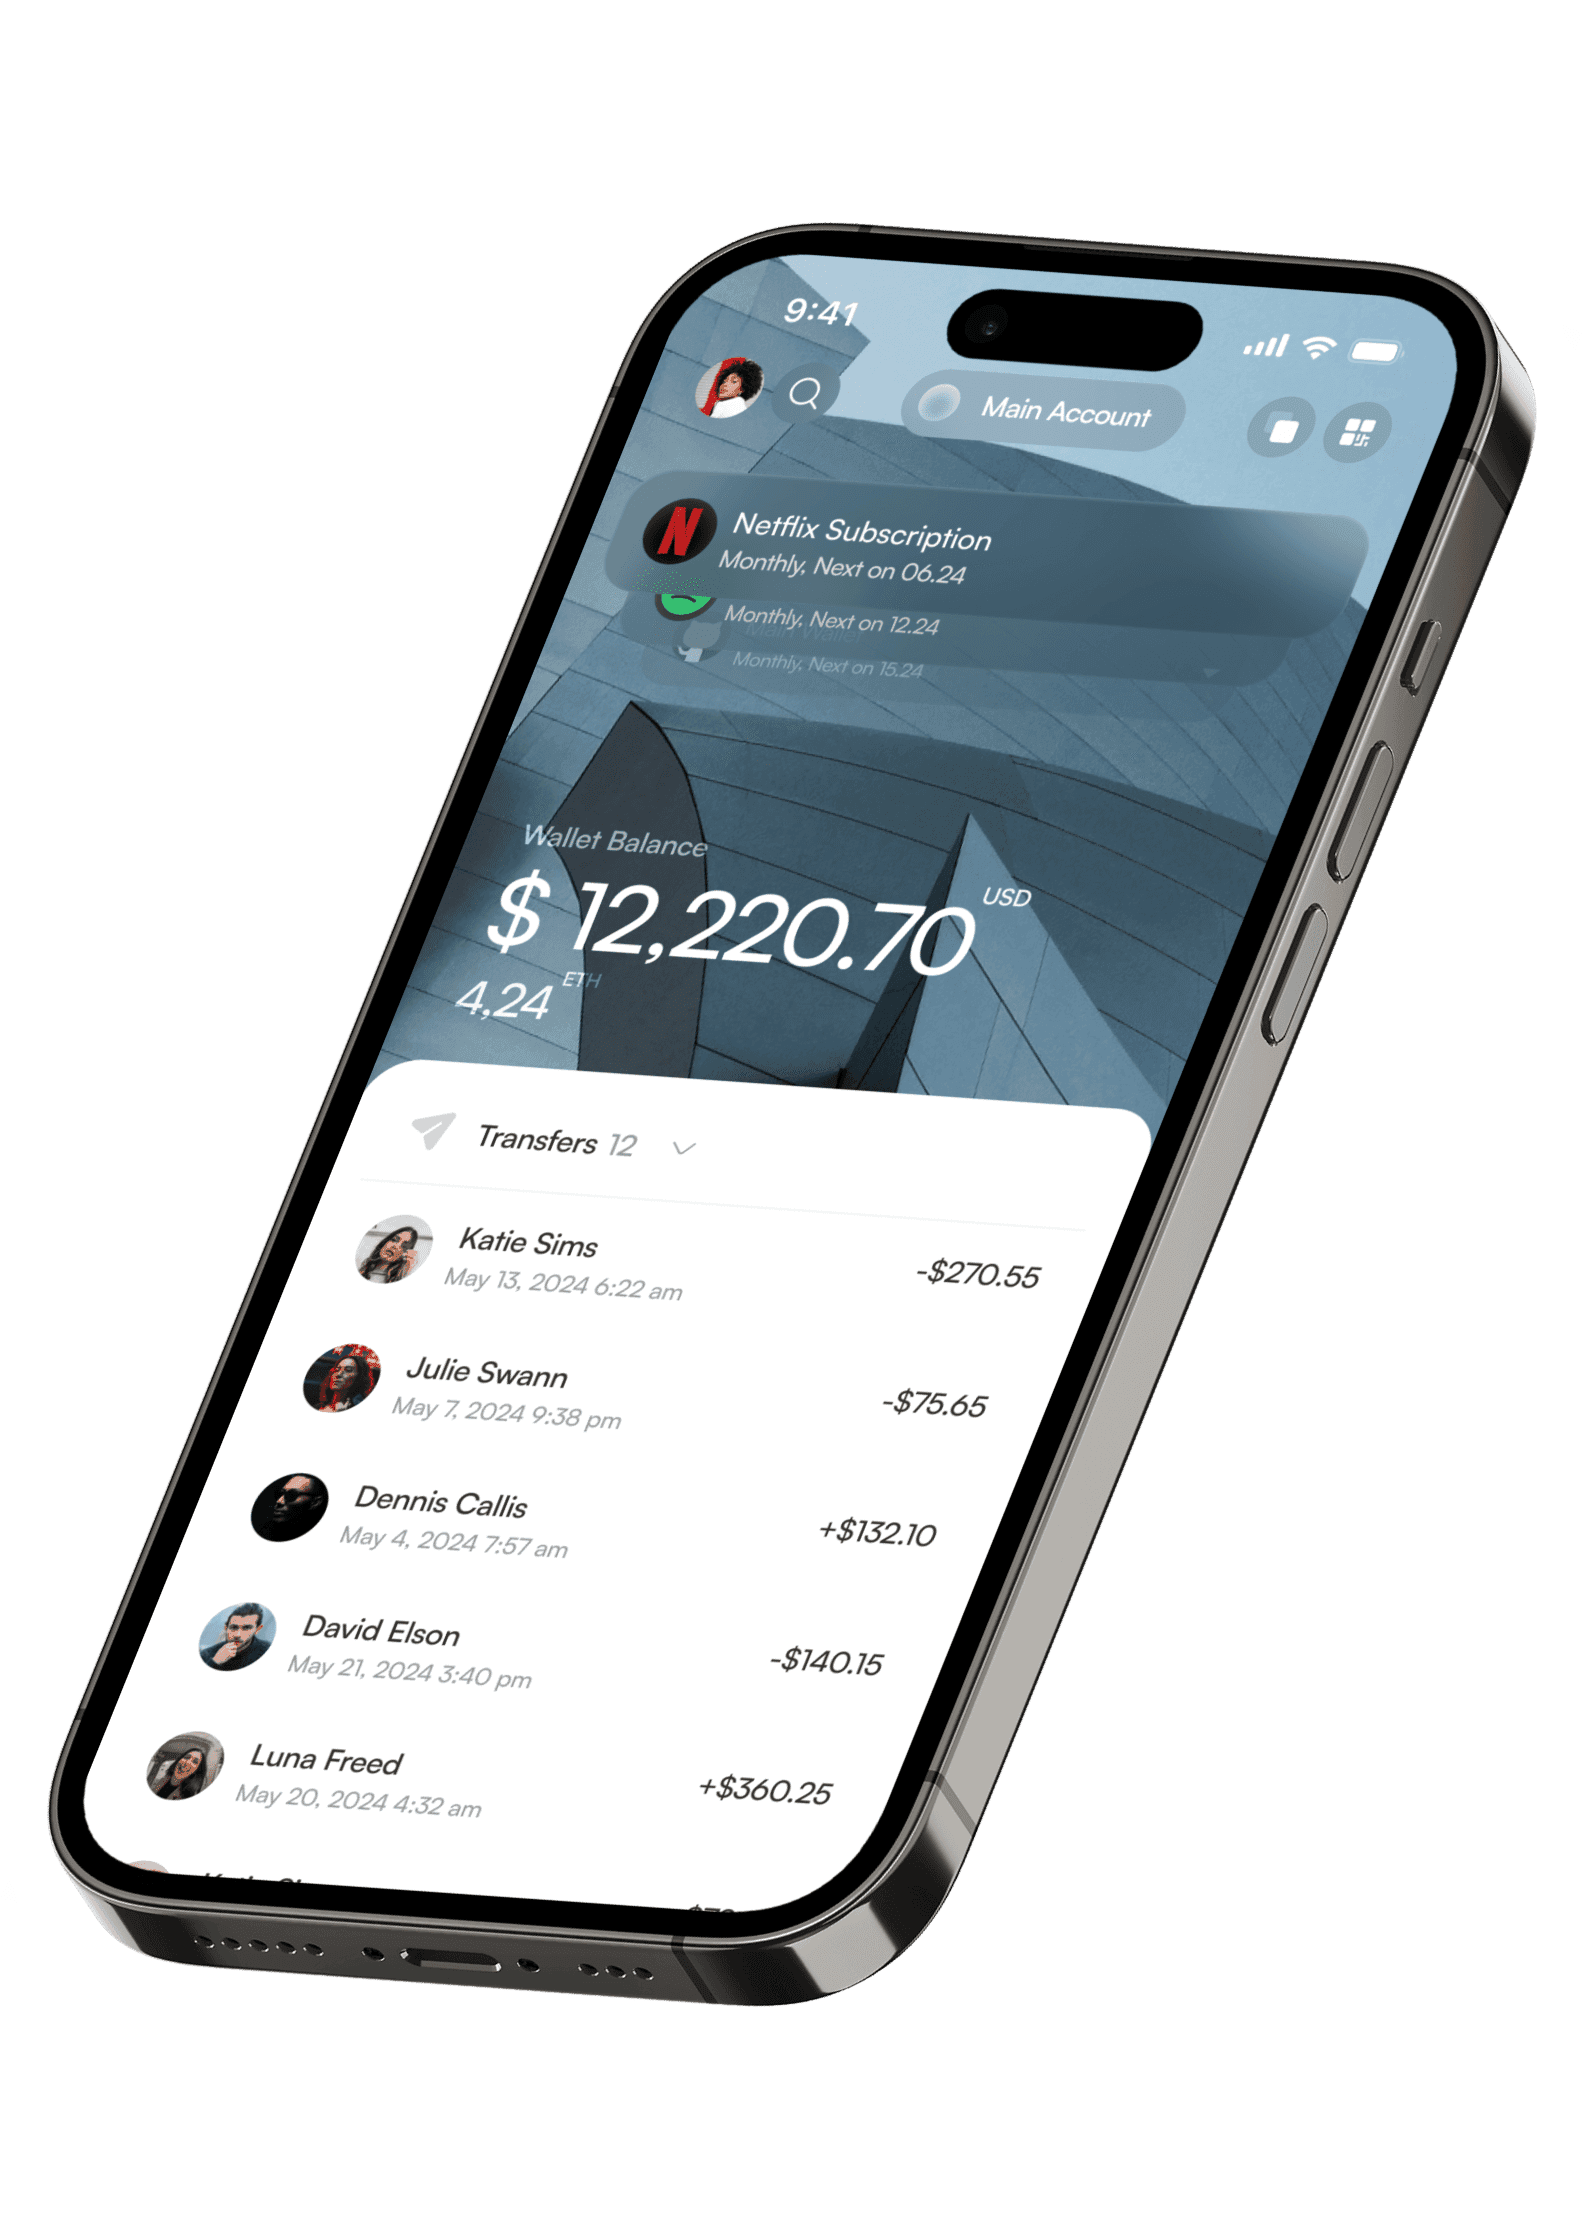 9:41
Main Account
N
Netflix Subscription
Monthly, Next on 06.24
Monthly, Next on 12.24
Main Wallet
Monthly, Next on 15.24
Wallet Balance
$ 12,220.70 USD
4,24 ETH
Transfers 12
Katie Sims
-$270.55
May 13, 2024 6:22 am
Julie Swann
-$75.65
May 7, 2024 9:38 pm
Dennis Callis
+$132.10
May 4, 2024 7:57 am
David Elson
-$140.15
May 21, 2024 3:40 pm
Luna Freed
+$360.25
May 20, 2024 4:32 am